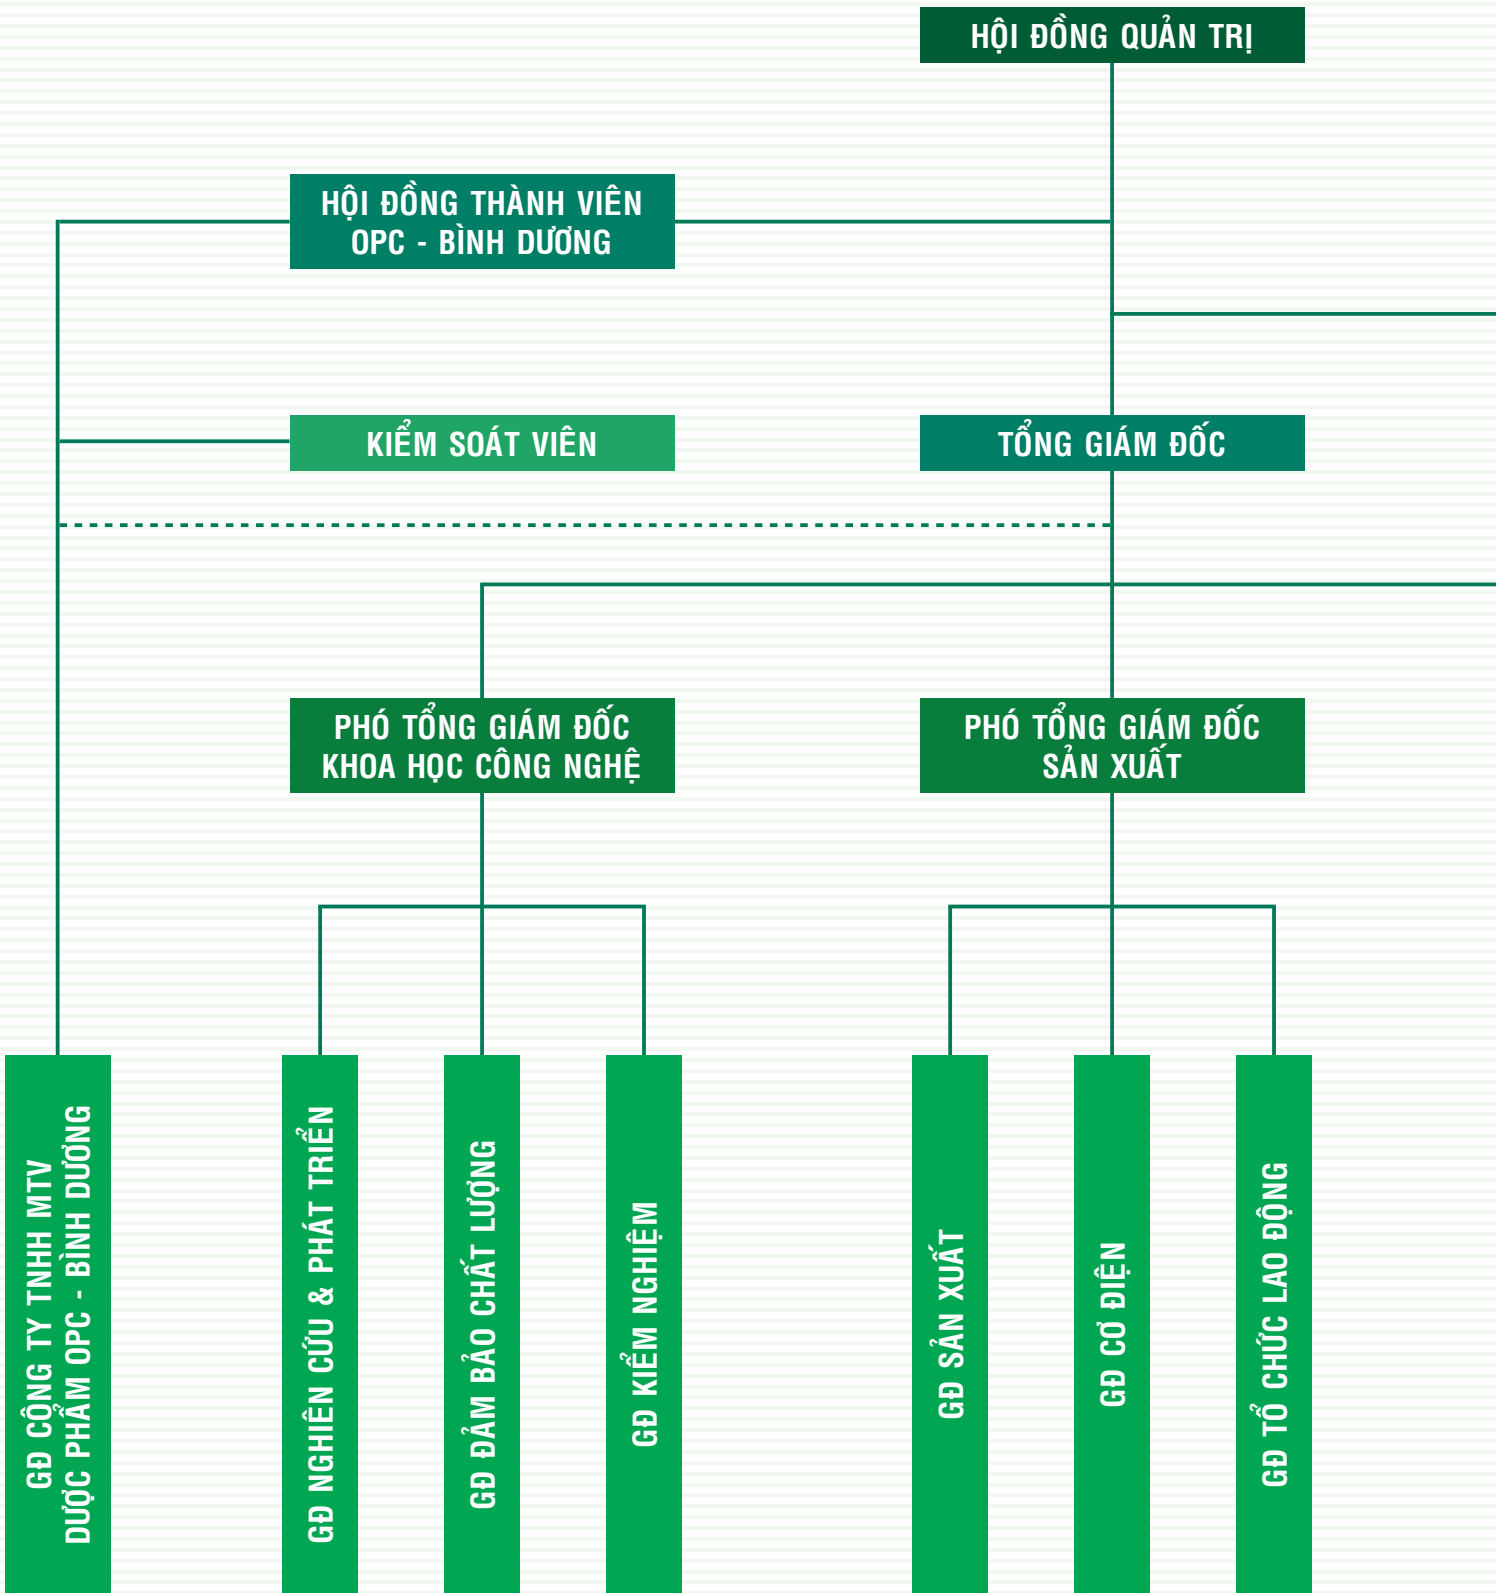 HỘI ĐỒNG QUẢN TRỊ
HỘI ĐỒNG THÀNH VIÊN
OPC - BÌNH DƯƠNG
KIỂM SOÁT VIÊN
TỔNG GIÁM ĐỐC
PHÓ TỔNG GIÁM ĐỐC
KHOA HỌC CÔNG NGHỆ
PHÓ TỔNG GIÁM ĐỐC
SẢN XUẤT
GĐ CÔNG TY TNHH MTV
DƯỢC PHẨM OPC - BÌNH DƯƠNG
GĐ NGHIÊN CỨU & PHÁT TRIỂN
GĐ ĐẢM BẢO CHẤT LƯỢNG
GĐ KIỂM NGHIỆM
GĐ SẢN XUẤT
GĐ CƠ ĐIỆN
GĐ TỔ CHỨC LAO ĐỘNG